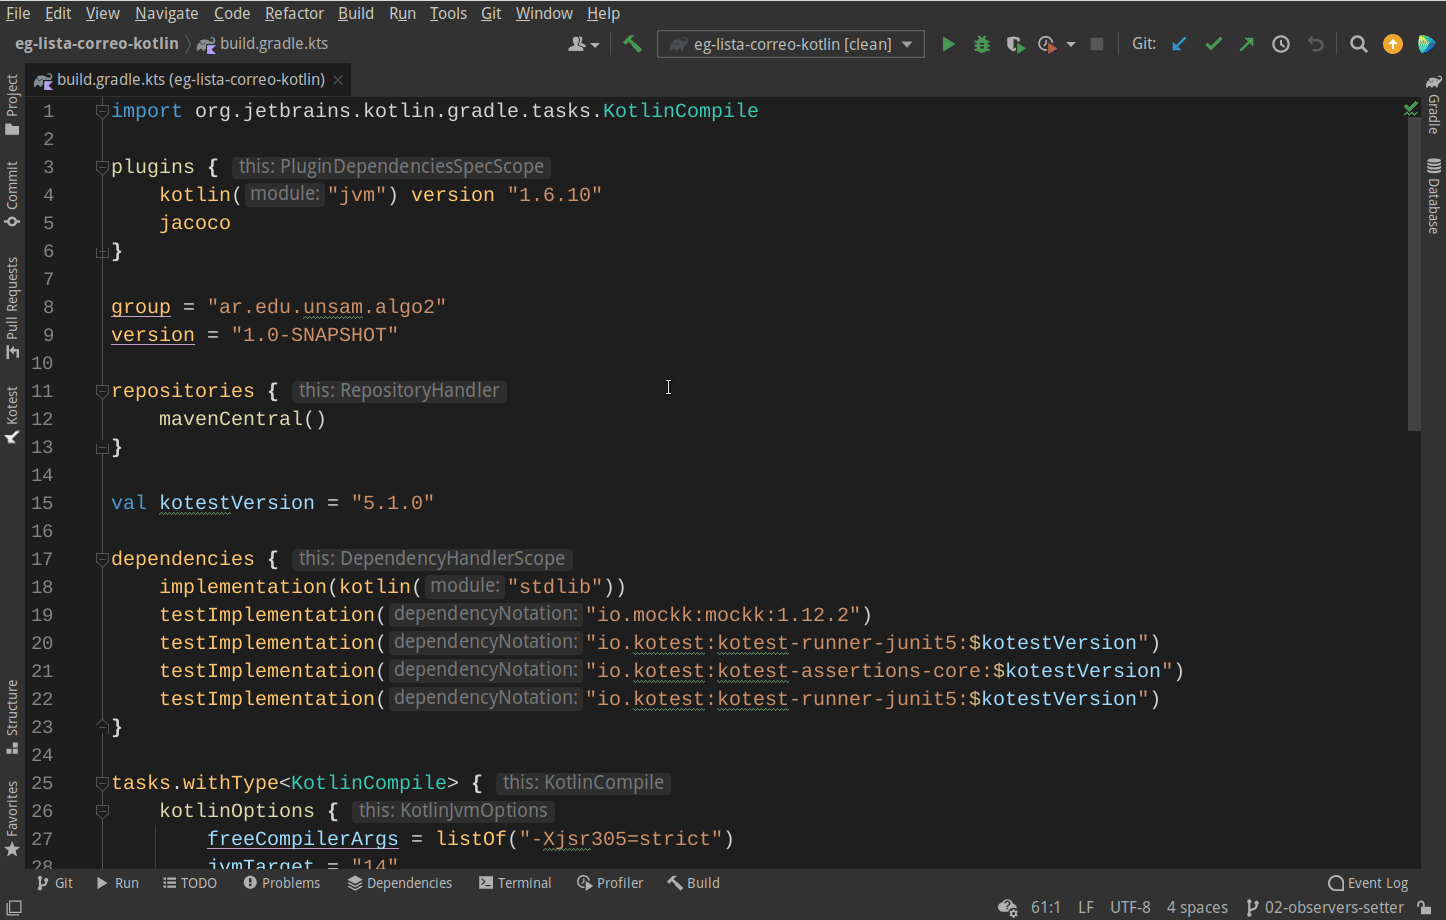 File Edit View Navigate Code Refactor Build Run Tools Git Window Help
eg-lista-correo-kotlin build.gradle.kts eg-lista-correo-kotlin [clean] Git:
build.gradle.kts (eg-lista-correo-kotlin)
Project
Commit
Pull Requests
Kotest
Structure
Favorites
1 import org.jetbrains.kotlin.gradle.tasks.KotlinCompile
2
3 plugins { this: PluginDependenciesSpecScope
4 kotlin( module: "jvm") version "1.6.10"
5 jacoco
6 }
7
8 group = "ar.edu.unsam.algo2"
9 version = "1.0-SNAPSHOT"
10
11 repositories { this: RepositoryHandler
12 mavenCentral()
13 }
14
15 val kotestVersion = "5.1.0"
16
17 dependencies { this: DependencyHandlerScope
18 implementation(kotlin( module: "stdlib"))
19 testImplementation( dependencyNotation: "io.mockk:mockk:1.12.2")
20 testImplementation( dependencyNotation: "io.kotest:kotest-runner-junit5:$kotestVersion")
21 testImplementation( dependencyNotation: "io.kotest:kotest-assertions-core:$kotestVersion")
22 testImplementation( dependencyNotation: "io.kotest:kotest-runner-junit5:$kotestVersion")
23 }
24
25 tasks.withType<KotlinCompile> { this: KotlinCompile
26 kotlinOptions { this: KotlinJvmOptions
27 freeCompilerArgs = listOf("-Xjsr305=strict")
28 jvmTarget = "14"
Gradle
Database
Git Run TODO Problems Dependencies Terminal Profiler Build Event Log
61:1 LF UTF-8 4 spaces 02-observers-setter